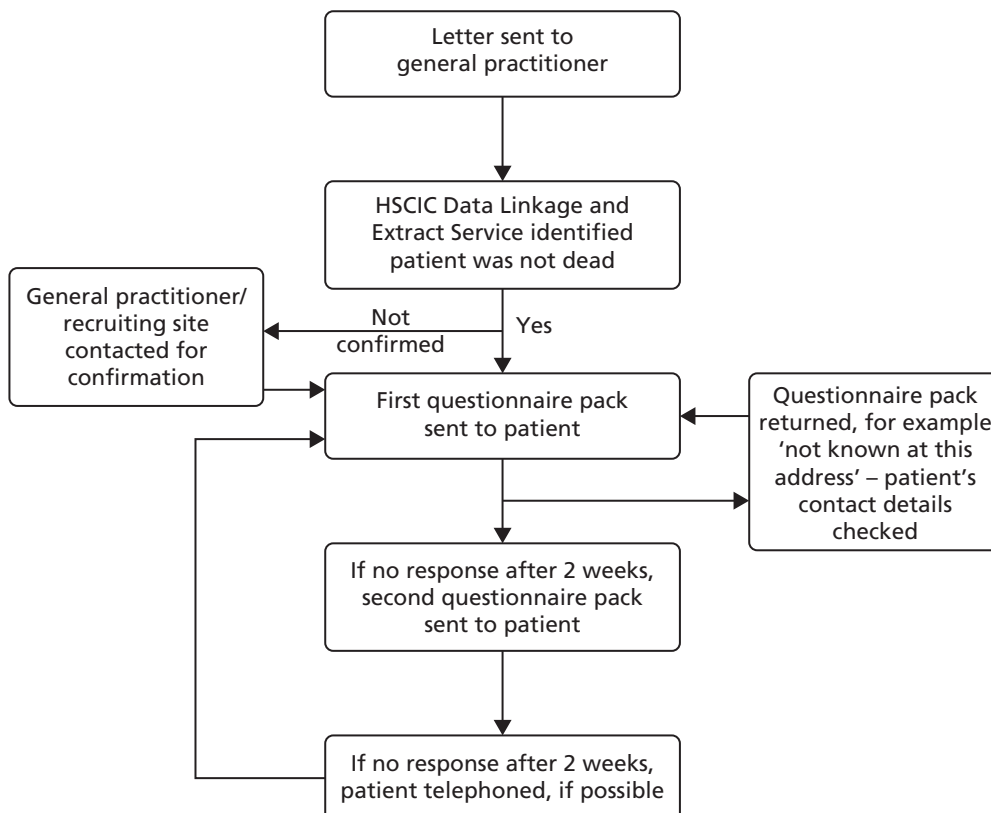 Letter sent to
general practitioner
HSCIC Data Linkage and
Extract Service identified
patient was not dead
General practitioner/
recruiting site
contacted for
confirmation
Not
confirmed
Yes
First questionnaire pack
sent to patient
Questionnaire pack
returned, for example
‘not known at this
address’ – patient’s
contact details
checked
If no response after 2 weeks,
second questionnaire pack
sent to patient
If no response after 2 weeks,
patient telephoned, if possible